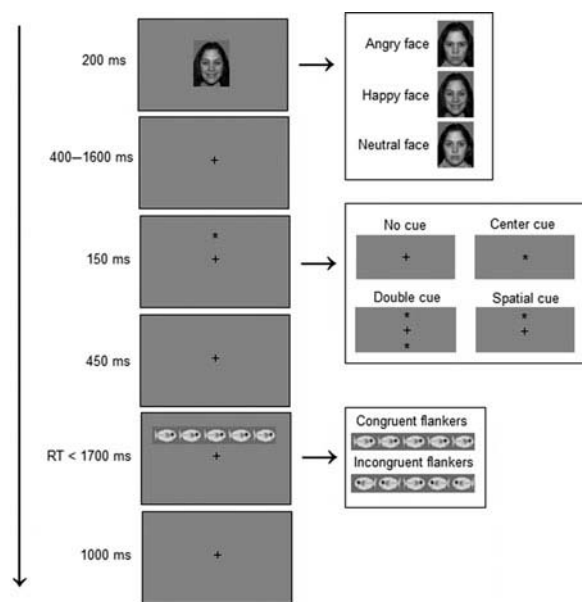 200 ms
Angry face
Happy face
Neutral face
400–1600 ms
150 ms
No cue
Center cue
Double cue
Spatial cue
450 ms
RT < 1700 ms
Congruent flankers
Incongruent flankers
1000 ms